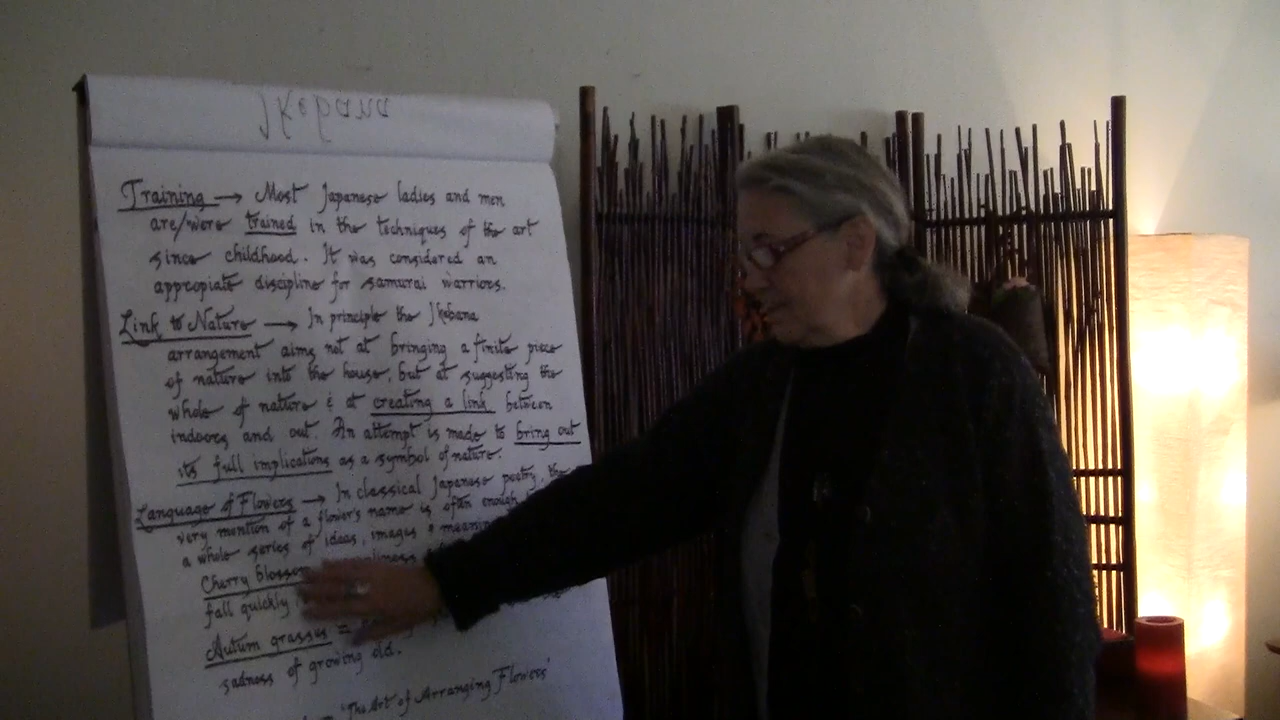 Ikebana
Training → Most Japanese ladies and men
are/were trained in the techniques of the art
since childhood. It was considered an
appropiate discipline for samurai warriors.
Link to Nature → In principle the Ikebana
arrangement aims not at bringing a finite piece
of nature into the house, but at suggesting the
whole of nature & at creating a link between
indoors and out. An attempt is made to bring out
its full implications as a symbol of nature.
Language of Flowers → In classical Japanese poetry, the
very mention of a flower's name is often enough
a whole series of ideas, images &
Cherry blossom
fall quickly
Autum grasses =
sadness of growing old.
'The Art of Arranging Flowers'